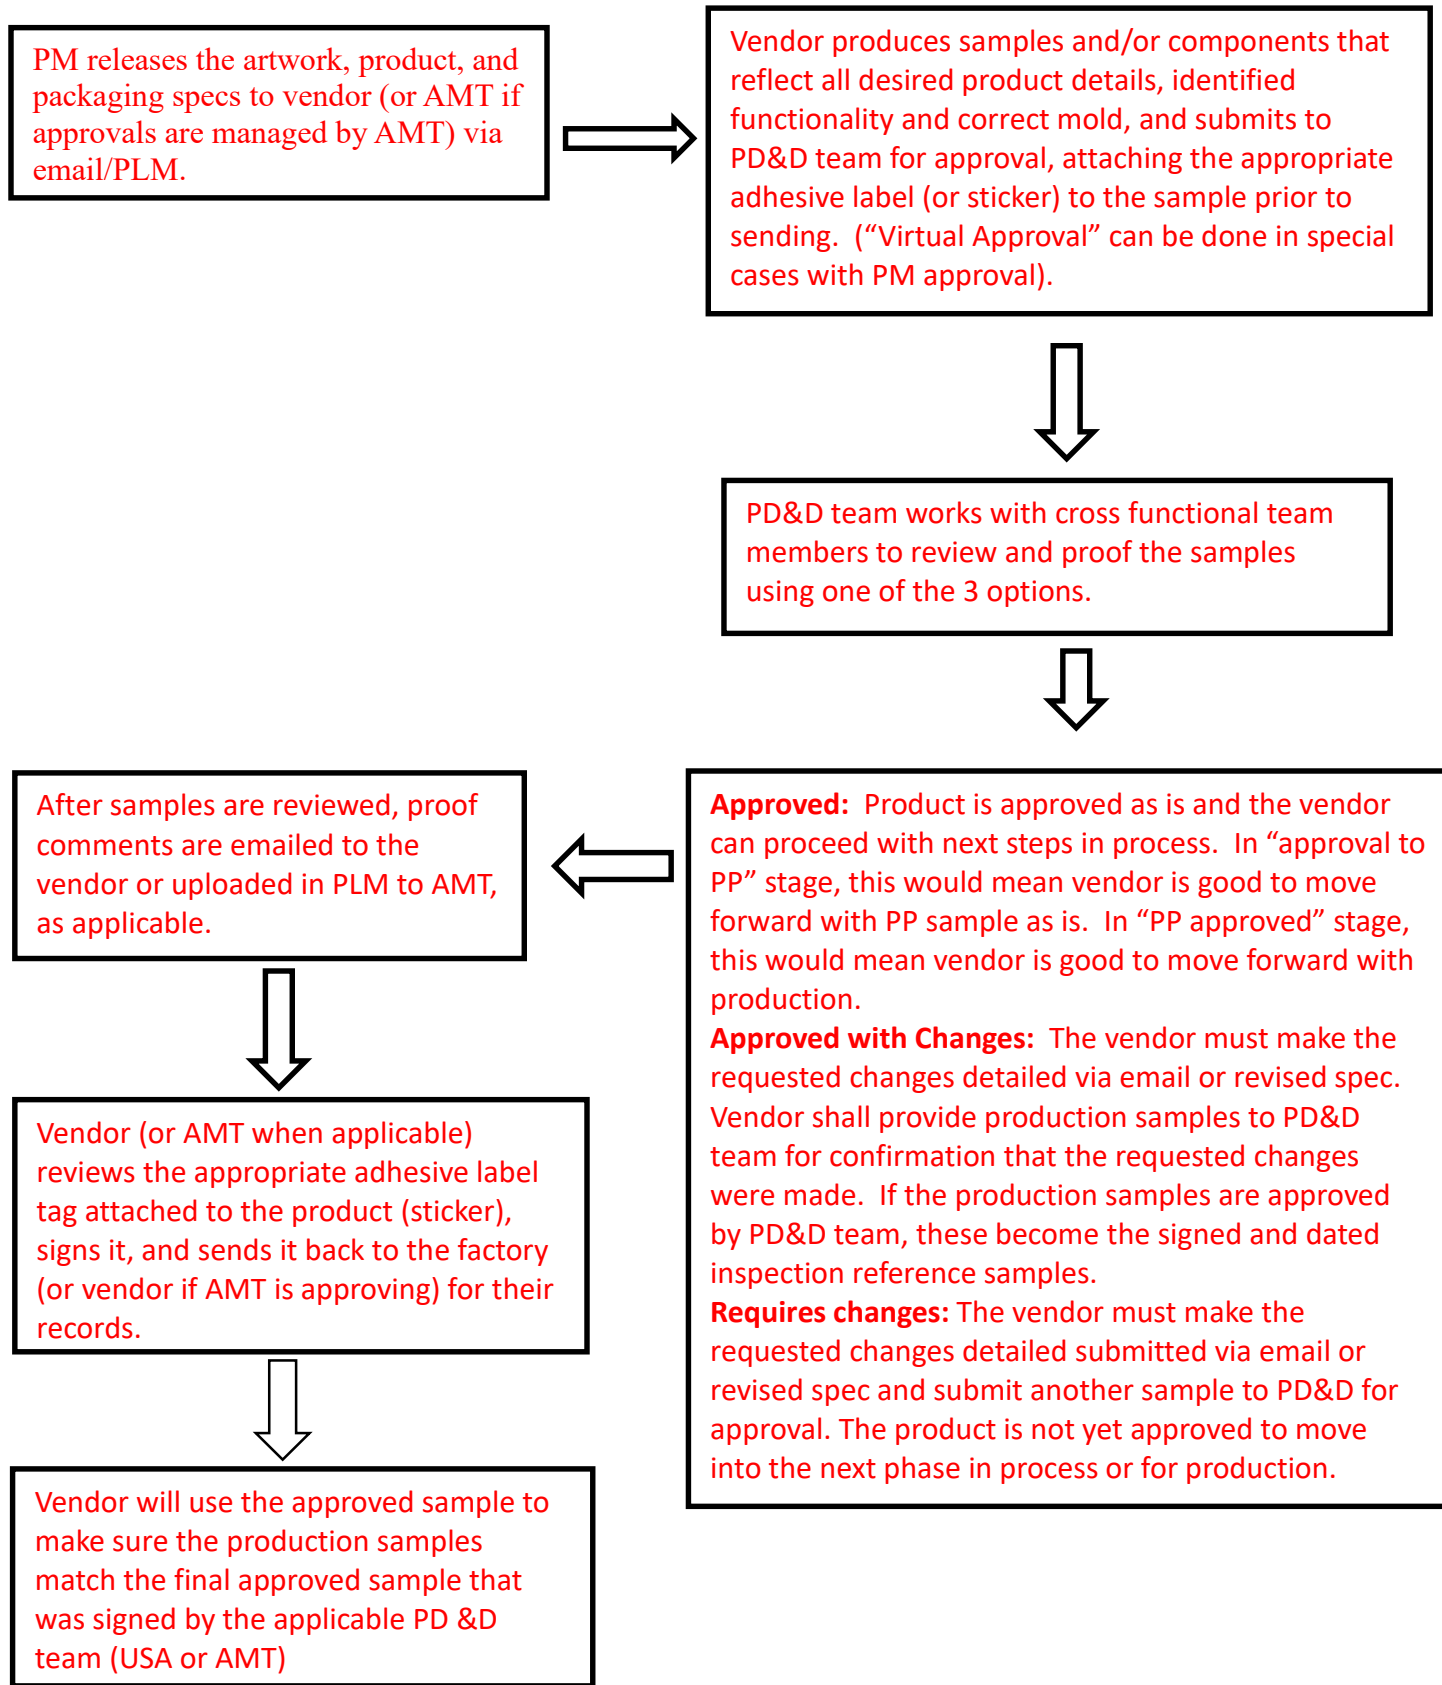 PM releases the artwork, product, and
packaging specs to vendor (or AMT if
approvals are managed by AMT) via
email/PLM.
Vendor produces samples and/or components that
reflect all desired product details, identified
functionality and correct mold, and submits to
PD&D team for approval, attaching the appropriate
adhesive label (or sticker) to the sample prior to
sending.  (“Virtual Approval” can be done in special
cases with PM approval).
PD&D team works with cross functional team
members to review and proof the samples
using one of the 3 options.
Approved:  Product is approved as is and the vendor
can proceed with next steps in process.  In “approval to
PP” stage, this would mean vendor is good to move
forward with PP sample as is.  In “PP approved” stage,
this would mean vendor is good to move forward with
production.
Approved with Changes:  The vendor must make the
requested changes detailed via email or revised spec.
Vendor shall provide production samples to PD&D
team for confirmation that the requested changes
were made.  If the production samples are approved
by PD&D team, these become the signed and dated
inspection reference samples.
Requires changes: The vendor must make the
requested changes detailed submitted via email or
revised spec and submit another sample to PD&D for
approval. The product is not yet approved to move
into the next phase in process or for production.
After samples are reviewed, proof
comments are emailed to the
vendor or uploaded in PLM to AMT,
as applicable.
Vendor (or AMT when applicable)
reviews the appropriate adhesive label
tag attached to the product (sticker),
signs it, and sends it back to the factory
(or vendor if AMT is approving) for their
records.
Vendor will use the approved sample to
make sure the production samples
match the final approved sample that
was signed by the applicable PD &D
team (USA or AMT)